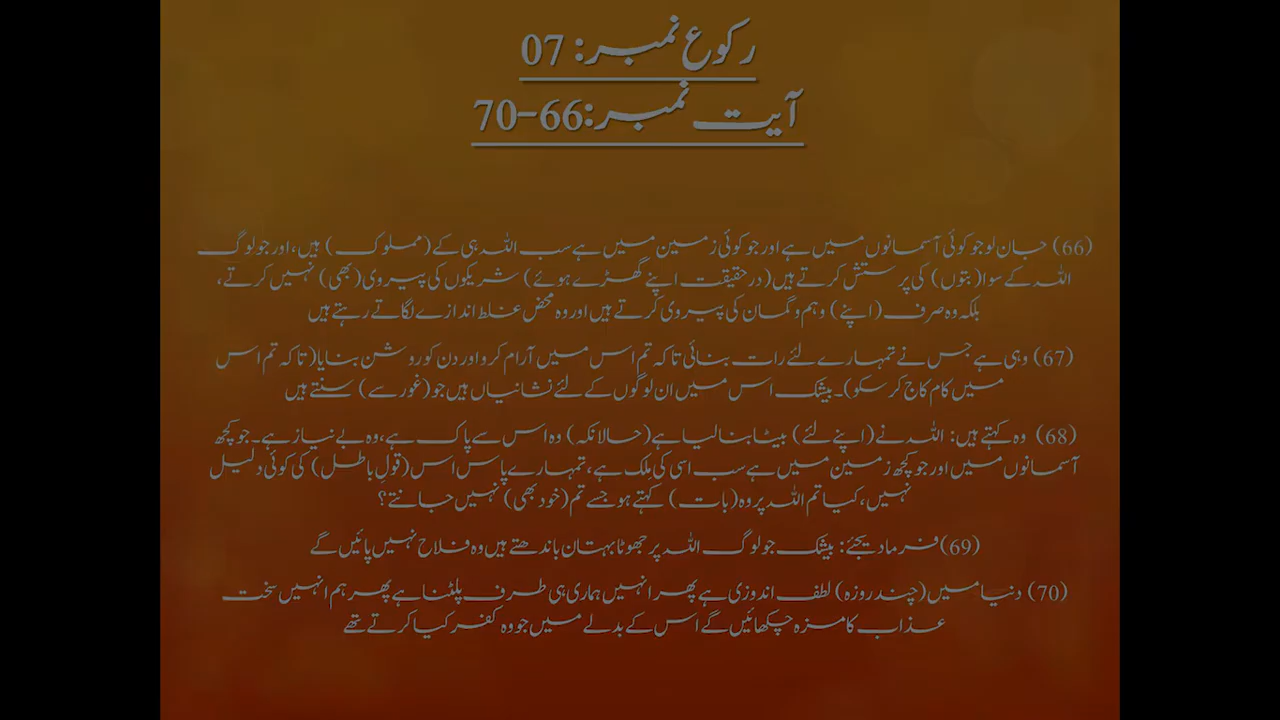 رکوع نمبر: 07
آیت نمبر:66-70
(66) جان لو جو کوئی آسمانوں میں ہے اور جو کوئی زمین میں ہے سب اللہ ہی کے (مملوک) ہیں، اور جو لوگ
اللہ کے سوا (بتوں) کی پرستش کرتے ہیں (درحقیقت اپنے گھڑے ہوئے) شریکوں کی پیروی (بھی) نہیں کرتے،
بلکہ وہ صرف (اپنے) وہم و گمان کی پیروی کرتے ہیں اور وہ محض غلط اندازے لگاتے رہتے ہیں
(67) وہی ہے جس نے تمہارے لئے رات بنائی تاکہ تم اس میں آرام کرو اور دن کو روشن بنایا (تاکہ تم اس
میں کام کاج کر سکو)۔ بیشک اس میں ان لوگوں کے لئے نشانیاں ہیں جو (غور سے) سنتے ہیں
(68) وہ کہتے ہیں: اللہ نے (اپنے لئے) بیٹا بنا لیا ہے (حالانکہ) وہ اس سے پاک ہے، وہ بے نیاز ہے۔ جو کچھ
آسمانوں میں اور جو کچھ زمین میں ہے سب اسی کی مِلک ہے، تمہارے پاس اس (قولِ باطل) کی کوئی دلیل
نہیں، کیا تم اللہ پر وہ (بات) کہتے ہو جسے تم (خود بھی) نہیں جانتے؟
(69) فرما دیجئے: بیشک جو لوگ اللہ پر جھوٹا بہتان باندھتے ہیں وہ فلاح نہیں پائیں گے
(70) دنیا میں (چند روزہ) لطف اندوزی ہے پھر انہیں ہماری ہی طرف پلٹنا ہے پھر ہم انہیں سخت
عذاب کا مزہ چکھائیں گے اس کے بدلے میں جو وہ کفر کیا کرتے تھے